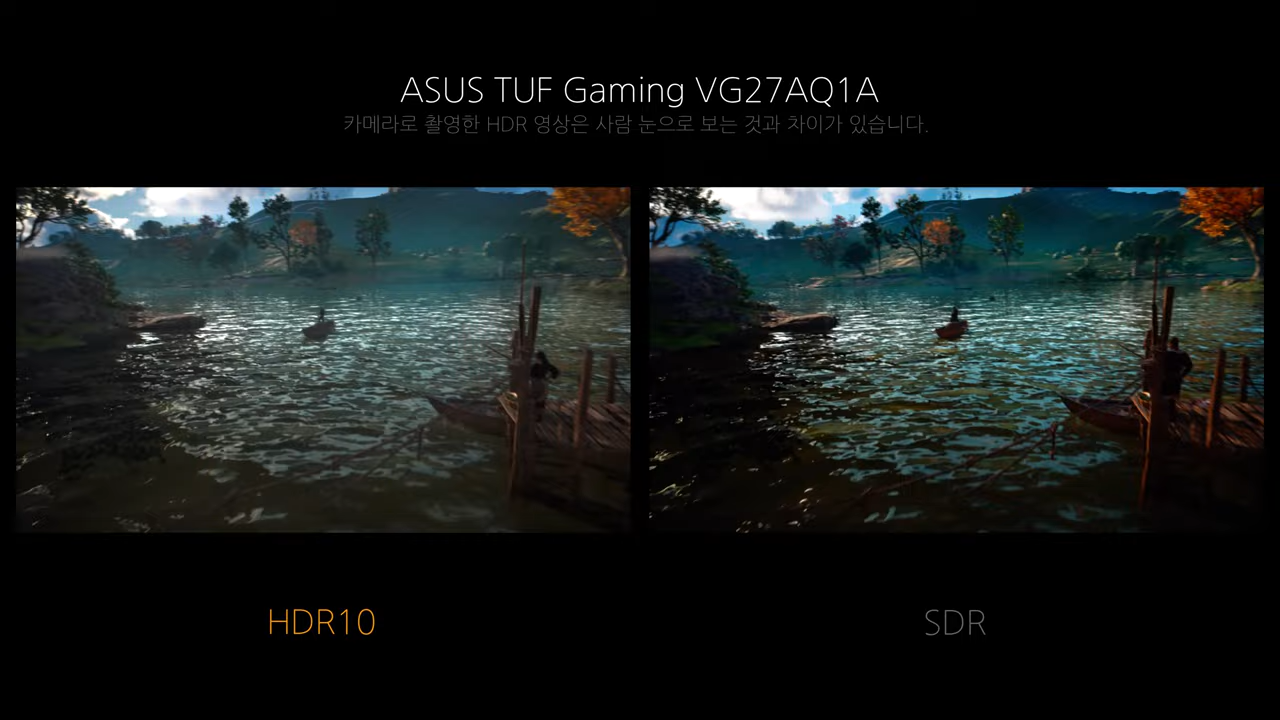 ASUS TUF Gaming VG27AQ1A
카메라로 촬영한 HDR 영상은 사람 눈으로 보는 것과 차이가 있습니다.
HDR10
SDR